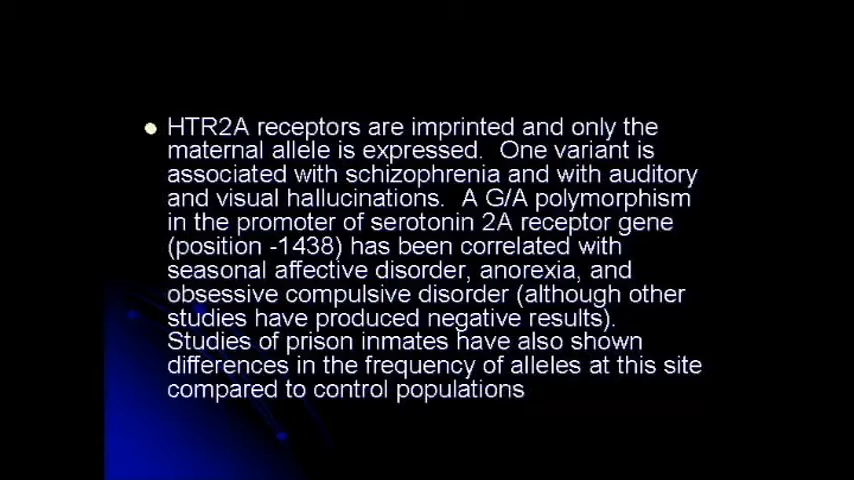 HTR2A receptors are imprinted and only the
maternal allele is expressed.  One variant is
associated with schizophrenia and with auditory
and visual hallucinations.  A G/A polymorphism
in the promoter of serotonin 2A receptor gene
(position -1438) has been correlated with
seasonal affective disorder, anorexia, and
obsessive compulsive disorder (although other
studies have produced negative results).
Studies of prison inmates have also shown
differences in the frequency of alleles at this site
compared to control populations